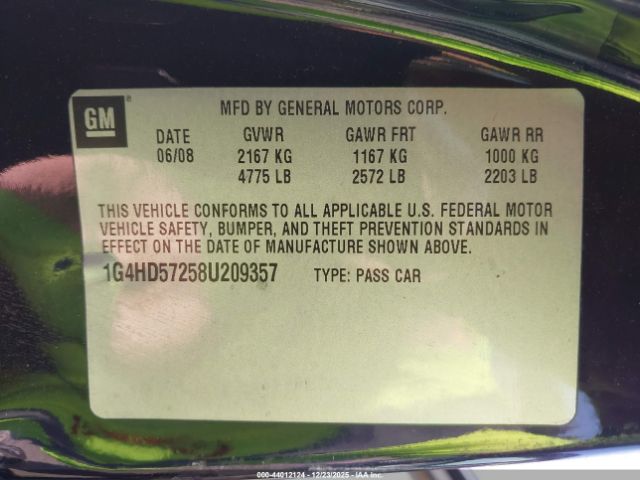 GM
MFD BY GENERAL MOTORS CORP.
DATE GVWR GAWR FRT GAWR RR
06/08 2167 KG 1167 KG 1000 KG
4775 LB 2572 LB 2203 LB
THIS VEHICLE CONFORMS TO ALL APPLICABLE U.S. FEDERAL MOTOR
VEHICLE SAFETY, BUMPER, AND THEFT PREVENTION STANDARDS IN
EFFECT ON THE DATE OF MANUFACTURE SHOWN ABOVE.
1G4HD57258U209357 TYPE: PASS CAR
000-44012124 | 12/23/2025 - © IAA, Inc.